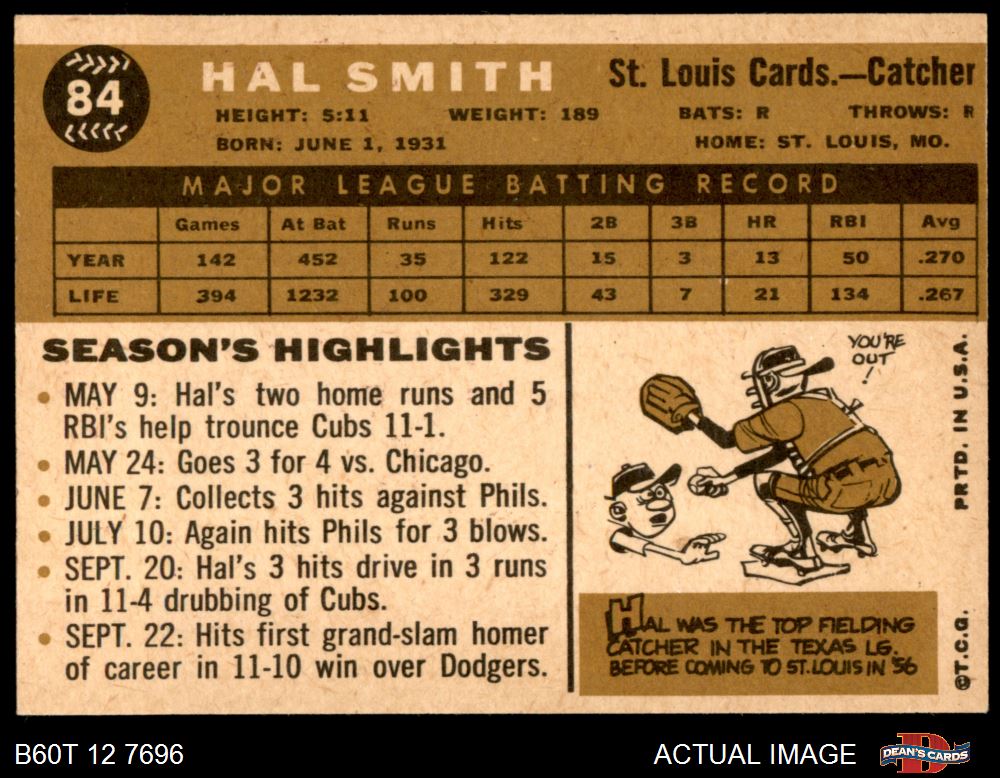 84
HAL SMITH
St. Louis Cards.—Catcher
HEIGHT: 5:11 WEIGHT: 189 BATS: R THROWS: R
BORN: JUNE 1, 1931 HOME: ST. LOUIS, MO.
MAJOR LEAGUE BATTING RECORD
Games At Bat Runs Hits 2B 3B HR RBI Avg
YEAR 142 452 35 122 15 3 13 50 .270
LIFE 394 1232 100 329 43 7 21 134 .267
SEASON'S HIGHLIGHTS
• MAY 9: Hal's two home runs and 5
RBI's help trounce Cubs 11-1.
• MAY 24: Goes 3 for 4 vs. Chicago.
• JUNE 7: Collects 3 hits against Phils.
• JULY 10: Again hits Phils for 3 blows.
• SEPT. 20: Hal's 3 hits drive in 3 runs
in 11-4 drubbing of Cubs.
• SEPT. 22: Hits first grand-slam homer
of career in 11-10 win over Dodgers.
YOU'RE
OUT
!
HAL WAS THE TOP FIELDING
CATCHER IN THE TEXAS LG.
BEFORE COMING TO ST. LOUIS IN '56
PRTD. IN U.S.A.
©T.C.G.
B60T 12 7696
ACTUAL IMAGE
D
DEAN'S CARDS